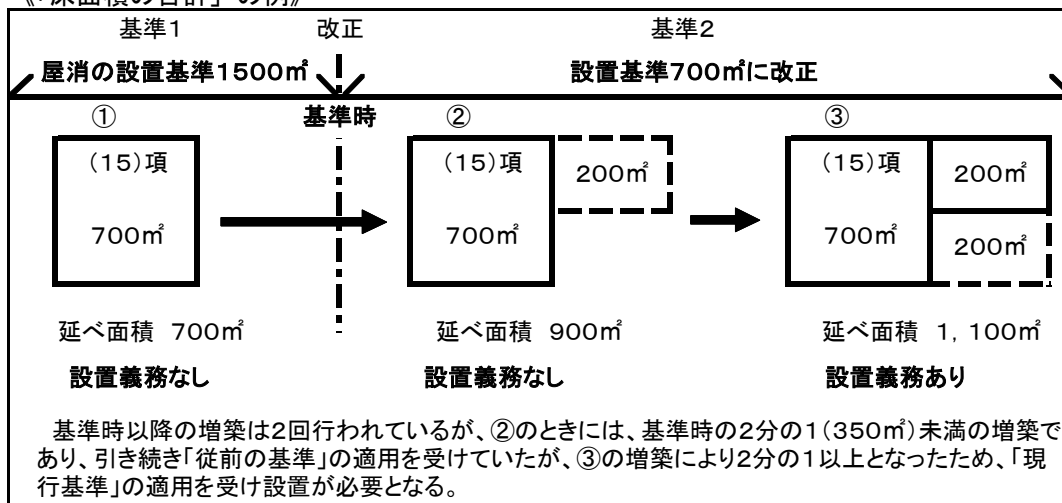 《「床面積の合計」の例》
基準1 改正 基準2
屋消の設置基準1500㎡ 設置基準700㎡に改正
① 基準時 ② ③
(15)項 (15)項 200㎡ (15)項 200㎡
700㎡ 700㎡ 700㎡ 200㎡
延べ面積 700㎡ 延べ面積 900㎡ 延べ面積 1,100㎡
設置義務なし 設置義務なし 設置義務あり
基準時以降の増築は2回行われているが、②のときには、基準時の2分の1(350㎡)未満の増築で
あり、引き続き「従前の基準」の適用を受けていたが、③の増築により2分の1以上となったため、「現
行基準」の適用を受け設置が必要となる。